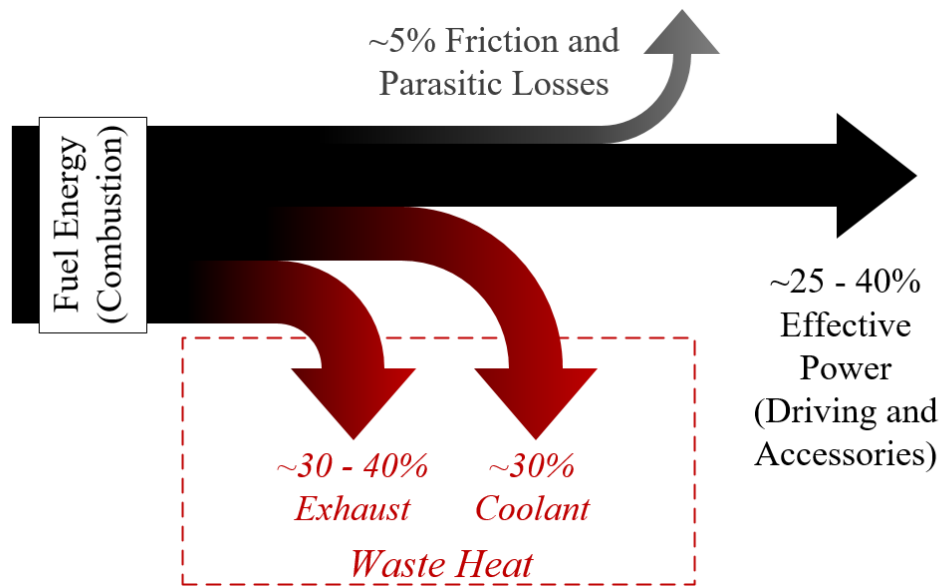 ~5% Friction and
Parasitic Losses
Fuel Energy
(Combustion)
~25 - 40%
Effective
Power
(Driving and
Accessories)
~30 - 40%
Exhaust
~30%
Coolant
Waste Heat